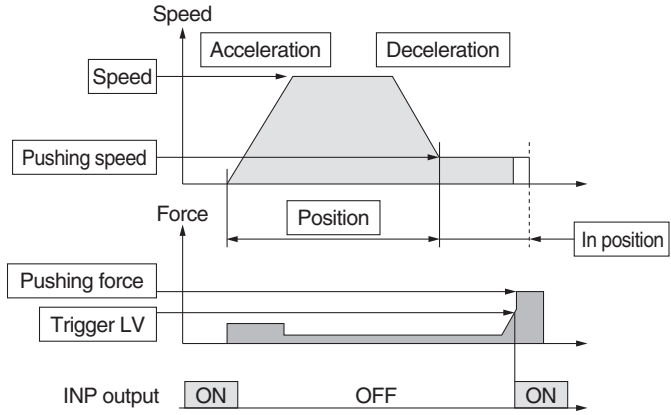 Speed
Acceleration
Deceleration
Speed
Pushing speed
Force
Position
In position
Pushing force
Trigger LV
INP output
ON
OFF
ON